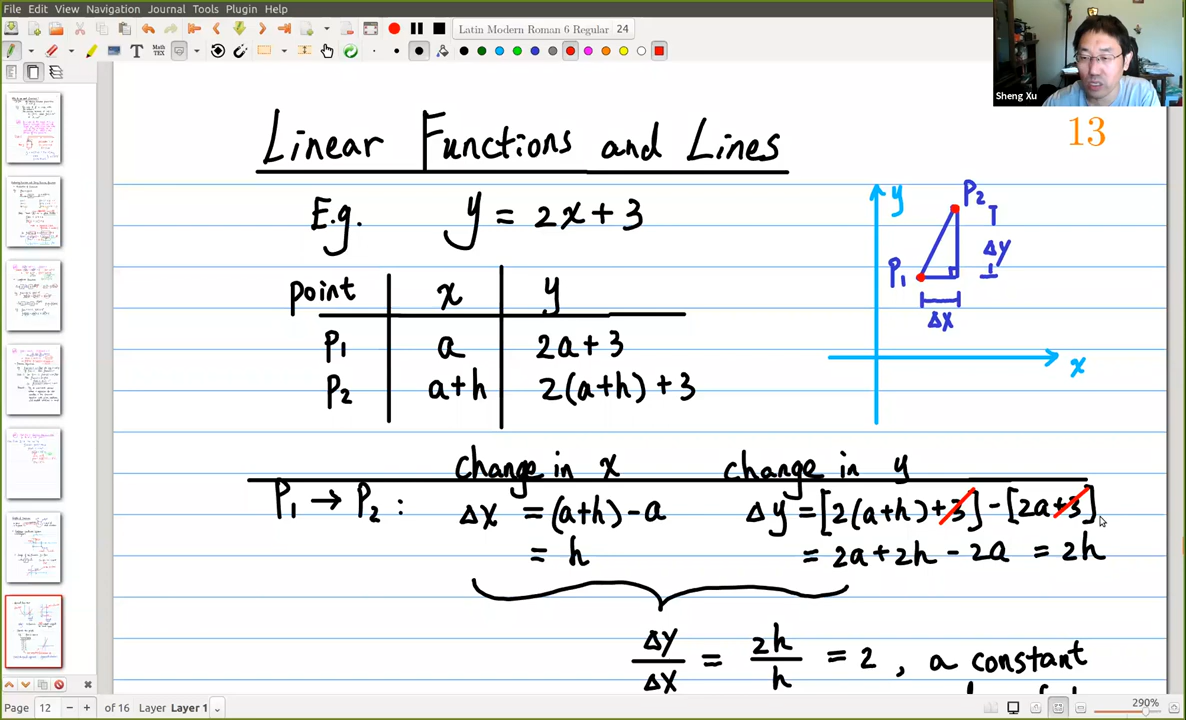 File Edit View Navigation Journal Tools Plugin Help
Latin Modern Roman 6 Regular 24
Sheng Xu
13
Linear Functions and Lines
E.g. y = 2x + 3
point x y
P1 a 2a + 3
P2 a+h 2(a+h) + 3
y
P2
Δy
P1
Δx
x
change in x change in y
P1 → P2 : Δx = (a+h) - a Δy = [2(a+h) + 3] - [2a + 3]
= h = 2a + 2h - 2a = 2h
Δy/Δx = 2h/h = 2 , a constant
Page 12 of 16 Layer Layer 1 290%